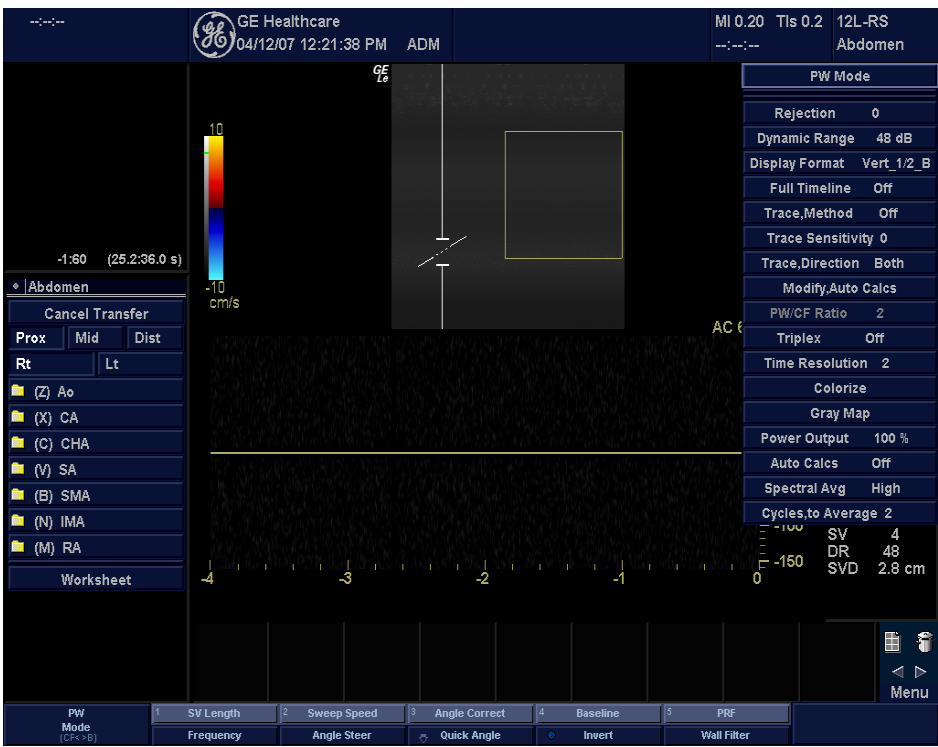 --:--:--
GE Healthcare
04/12/07 12:21:38 PM ADM
MI 0.20 TIs 0.2
--:--:--
12L-RS
Abdomen
GE
Lé
10
-10
cm/s
-1:60 (25.2:36.0 s)
Abdomen
Cancel Transfer
Prox Mid Dist
Rt Lt
(Z) Ao
(X) CA
(C) CHA
(V) SA
(B) SMA
(N) IMA
(M) RA
Worksheet
AC 6
-4 -3 -2 -1 0
PW Mode
Rejection 0
Dynamic Range 48 dB
Display Format Vert_1/2_B
Full Timeline Off
Trace,Method Off
Trace Sensitivity 0
Trace,Direction Both
Modify,Auto Calcs
PW/CF Ratio 2
Triplex Off
Time Resolution 2
Colorize
Gray Map
Power Output 100 %
Auto Calcs Off
Spectral Avg High
Cycles,to Average 2
-100
-150
SV 4
DR 48
SVD 2.8 cm
Menu
PW
Mode
(CF<>B)
1 SV Length 2 Sweep Speed 3 Angle Correct 4 Baseline 5 PRF
Frequency Angle Steer Quick Angle Invert Wall Filter